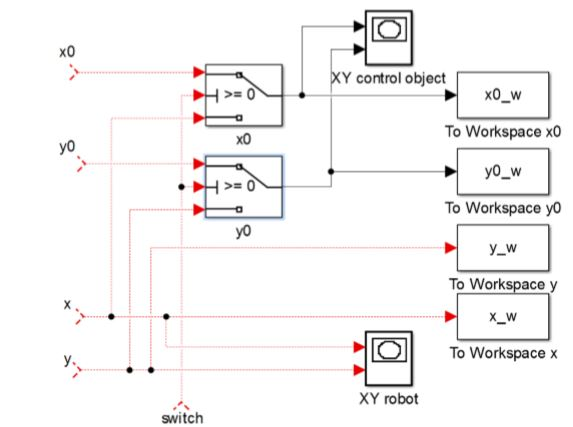 x0
XY control object
>= 0
x0
x0_w
To Workspace x0
y0
>= 0
y0
y0_w
To Workspace y0
y_w
To Workspace y
x
x_w
To Workspace x
y
XY robot
switch